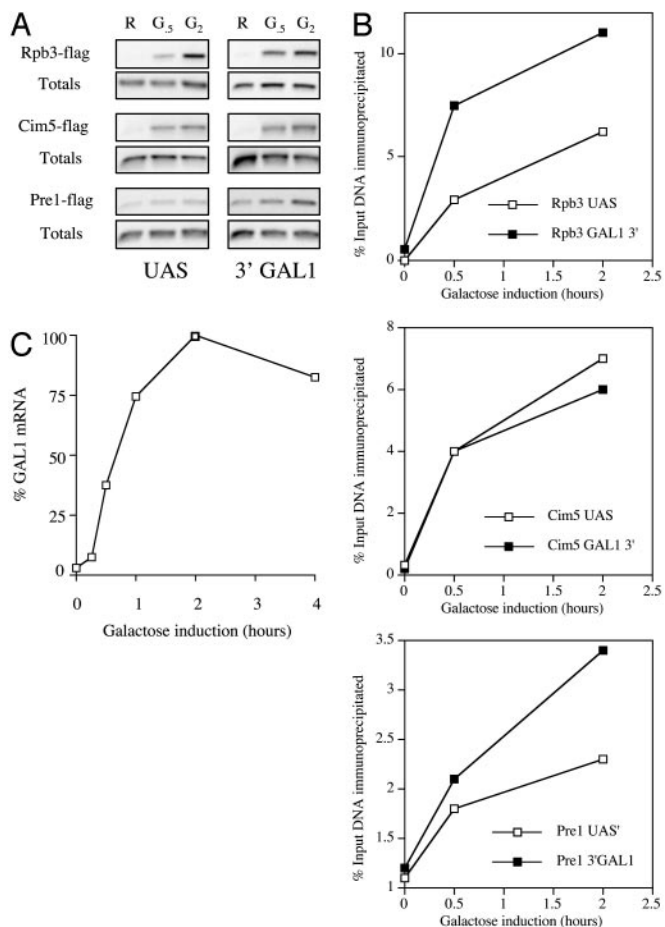 A
R G.5 G2
Rpb3-flag
Totals
Cim5-flag
Totals
Pre1-flag
Totals
UAS 3' GAL1
B
% Input DNA immunoprecipitated
10
5
0
Rpb3 UAS
Rpb3 GAL1 3'
0 0.5 1 1.5 2 2.5
Galactose induction (hours)
C
% GAL1 mRNA
100
75
50
25
0
0 1 2 3 4
Galactose induction (hours)
% Input DNA immunoprecipitated
8
6
4
2
0
Cim5 UAS
Cim5 GAL1 3'
0 0.5 1.0 1.5 2 2.5
Galactose induction (hours)
% Input DNA immunoprecipitated
3.5
3
2.5
2
1.5
1
Pre1 UAS'
Pre1 3'GAL1
0 0.5 1.0 1.5 2 2.5
Galactose induction (hours)